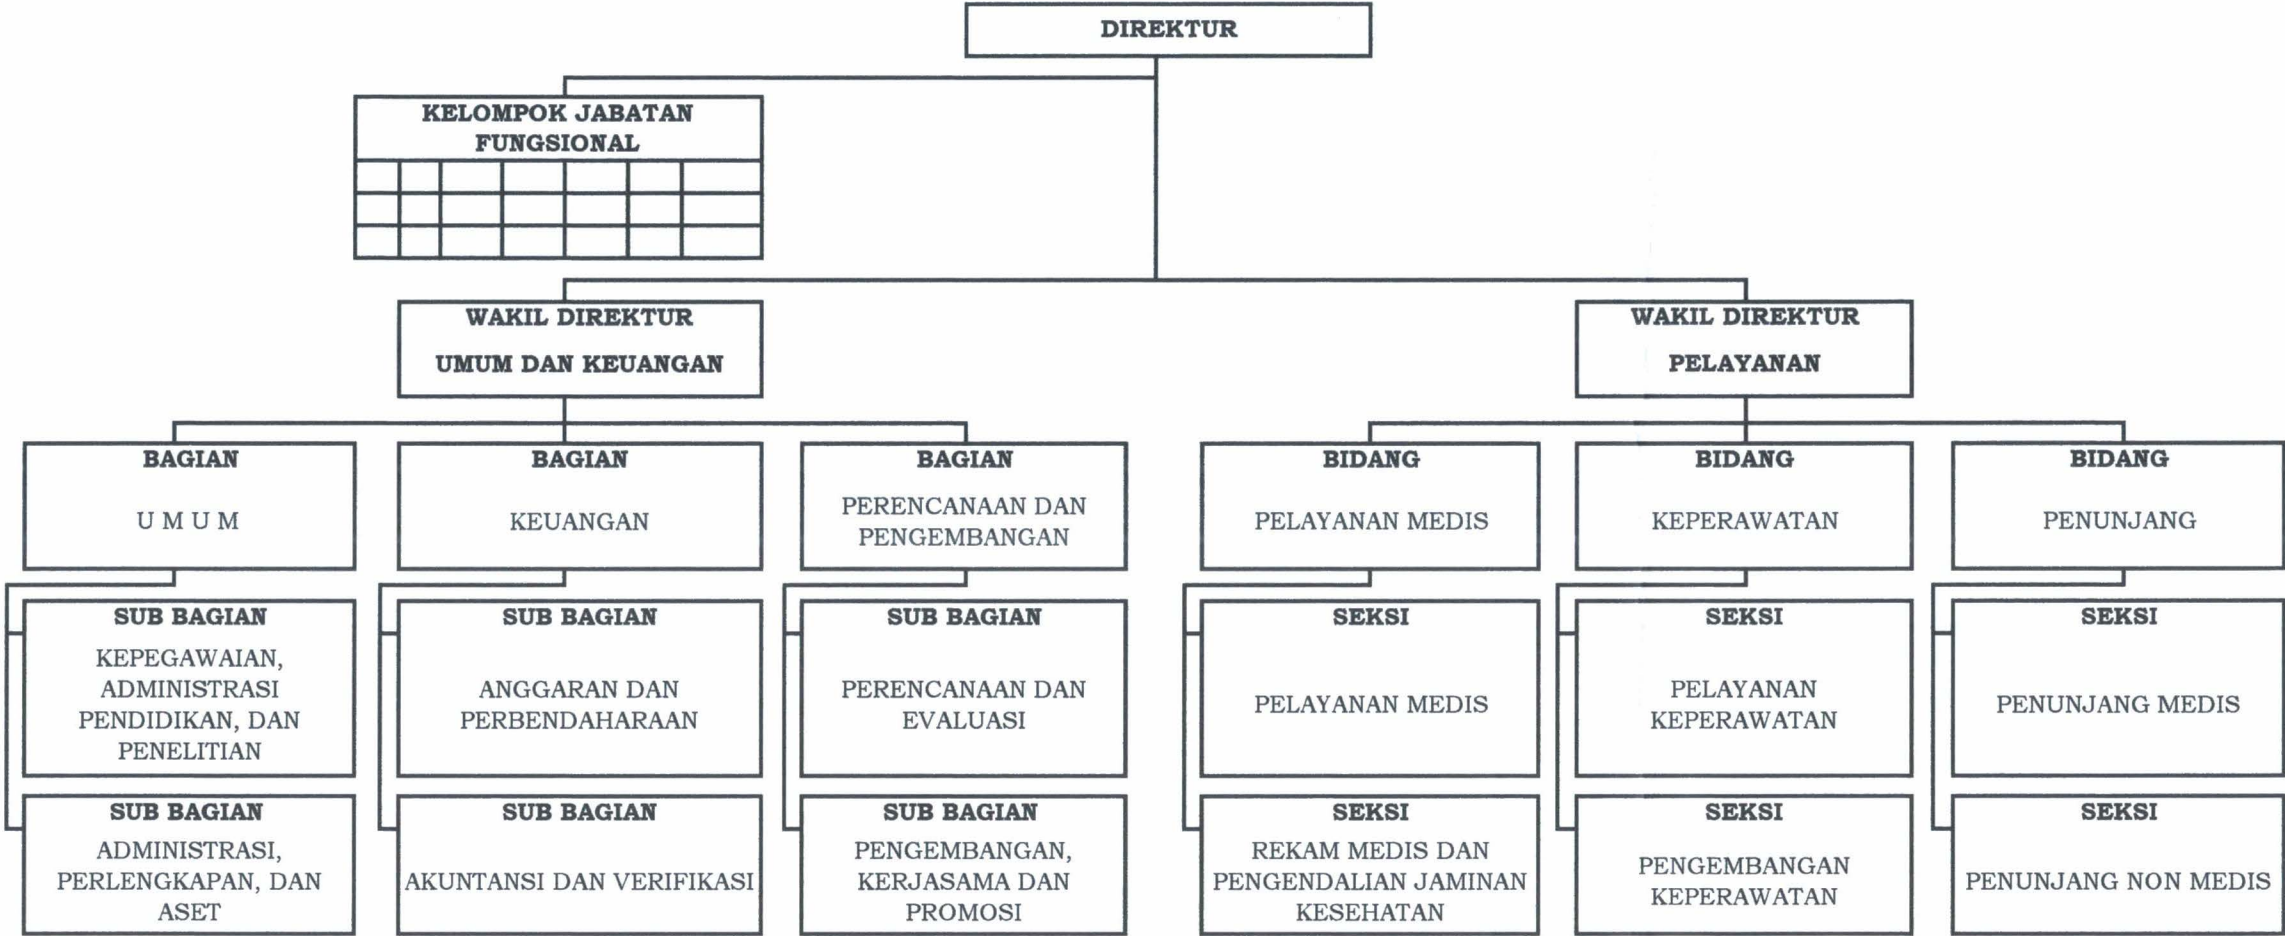 DIREKTUR
KELOMPOK JABATAN
FUNGSIONAL
WAKIL DIREKTUR
UMUM DAN KEUANGAN
WAKIL DIREKTUR
PELAYANAN
BAGIAN
U M U M
BAGIAN
KEUANGAN
BAGIAN
PERENCANAAN DAN
PENGEMBANGAN
BIDANG
PELAYANAN MEDIS
BIDANG
KEPERAWATAN
BIDANG
PENUNJANG
SUB BAGIAN
KEPEGAWAIAN,
ADMINISTRASI
PENDIDIKAN, DAN
PENELITIAN
SUB BAGIAN
ANGGARAN DAN
PERBENDAHARAAN
SUB BAGIAN
PERENCANAAN DAN
EVALUASI
SEKSI
PELAYANAN MEDIS
SEKSI
PELAYANAN
KEPERAWATAN
SEKSI
PENUNJANG MEDIS
SUB BAGIAN
ADMINISTRASI,
PERLENGKAPAN, DAN
ASET
SUB BAGIAN
AKUNTANSI DAN VERIFIKASI
SUB BAGIAN
PENGEMBANGAN,
KERJASAMA DAN
PROMOSI
SEKSI
REKAM MEDIS DAN
PENGENDALIAN JAMINAN
KESEHATAN
SEKSI
PENGEMBANGAN
KEPERAWATAN
SEKSI
PENUNJANG NON MEDIS